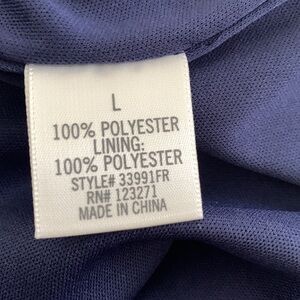 L
100% POLYESTER
LINING:
100% POLYESTER
STYLE# 33991FR
RN# 123271
MADE IN CHINA